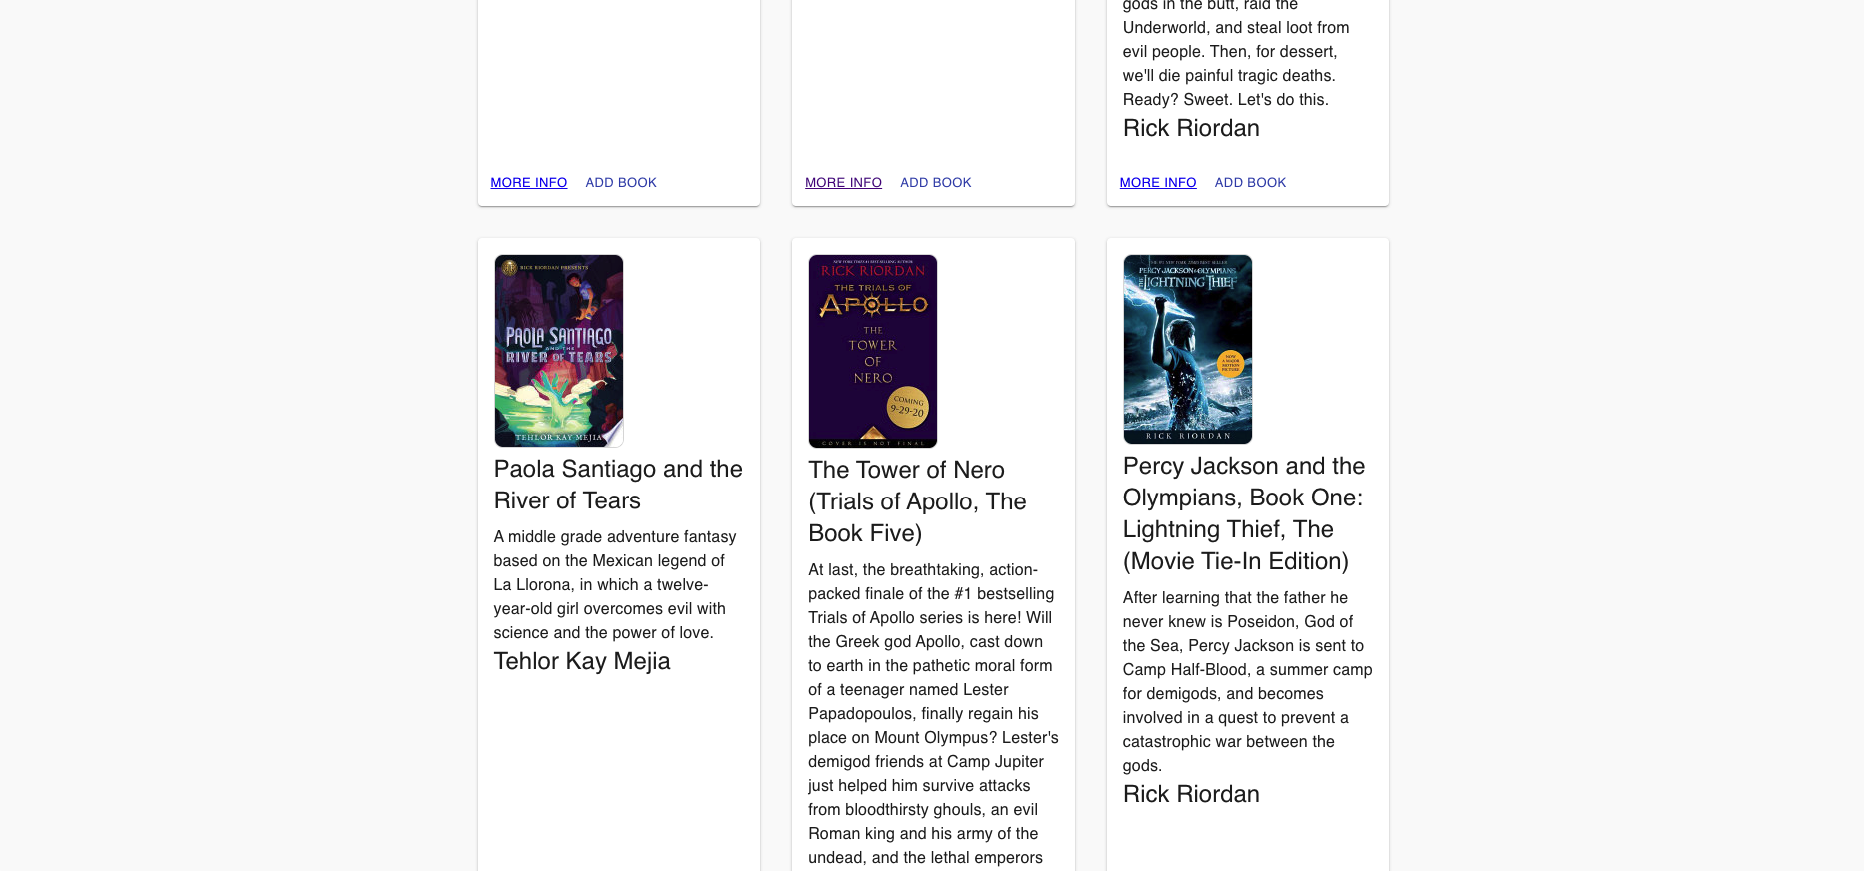 gods in the butt, raid the
Underworld, and steal loot from
evil people. Then, for dessert,
we'll die painful tragic deaths.
Ready? Sweet. Let's do this.
Rick Riordan
MORE INFO ADD BOOK
MORE INFO ADD BOOK
MORE INFO ADD BOOK
RICK RIORDAN PRESENTS
PAOLA SANTIAGO
AND THE
RIVER OF TEARS
TEHLOR KAY MEJIA
Paola Santiago and the
River of Tears
A middle grade adventure fantasy
based on the Mexican legend of
La Llorona, in which a twelve-
year-old girl overcomes evil with
science and the power of love.
Tehlor Kay Mejia
RICK RIORDAN
THE TRIALS OF
APOLLO
THE
TOWER
OF
NERO
COMING
9-29-20
COVER IS NOT FINAL
The Tower of Nero
(Trials of Apollo, The
Book Five)
At last, the breathtaking, action-
packed finale of the #1 bestselling
Trials of Apollo series is here! Will
the Greek god Apollo, cast down
to earth in the pathetic moral form
of a teenager named Lester
Papadopoulos, finally regain his
place on Mount Olympus? Lester's
demigod friends at Camp Jupiter
just helped him survive attacks
from bloodthirsty ghouls, an evil
Roman king and his army of the
undead, and the lethal emperors
PERCY JACKSON & OLYMPIANS
THE LIGHTNING THIEF
NOW
A MAJOR
MOTION
PICTURE
RICK RIORDAN
Percy Jackson and the
Olympians, Book One:
Lightning Thief, The
(Movie Tie-In Edition)
After learning that the father he
never knew is Poseidon, God of
the Sea, Percy Jackson is sent to
Camp Half-Blood, a summer camp
for demigods, and becomes
involved in a quest to prevent a
catastrophic war between the
gods.
Rick Riordan